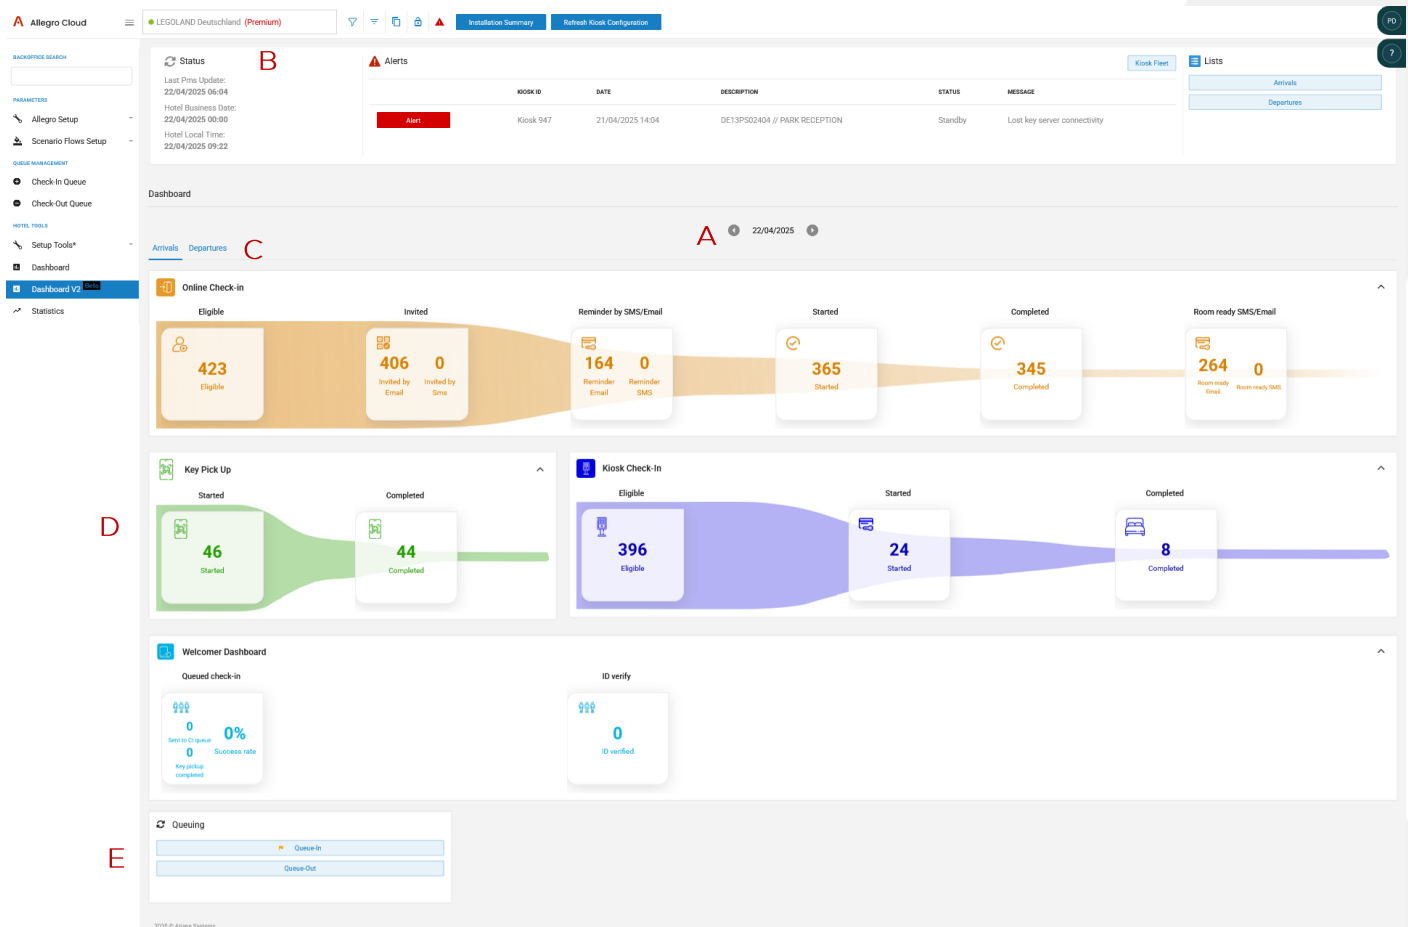 Allegro Cloud
LEGOLAND Deutschland (Premium)
Installation Summary
Refresh Kiosk Configuration
PD
?
BACKOFFICE SEARCH
PARAMETERS
Allegro Setup
Scenario Flows Setup
QUEUE MANAGEMENT
Check-In Queue
Check-Out Queue
HOTEL TOOLS
Setup Tools*
Dashboard
Dashboard V2 Beta
Statistics
Status
B
Last Pms Update:
22/04/2025 06:04
Hotel Business Date:
22/04/2025 00:00
Hotel Local Time:
22/04/2025 09:22
Alerts
Kiosk Fleet
KIOSK ID DATE DESCRIPTION STATUS MESSAGE
Alert Kiosk 947 21/04/2025 14:04 DE13PS02404 // PARK RECEPTION Standby Lost key server connectivity
Lists
Arrivals
Departures
Dashboard
A
22/04/2025
Arrivals Departures
C
Online Check-in
Eligible Invited Reminder by SMS/Email Started Completed Room ready SMS/Email
423
Eligible
406
Invited by
Email
0
Invited by
Sms
164
Reminder
Email
0
Reminder
SMS
365
Started
345
Completed
264
Room ready
Email
0
Room ready SMS
D
Key Pick Up
Started Completed
46
Started
44
Completed
Kiosk Check-In
Eligible Started Completed
396
Eligible
24
Started
8
Completed
Welcomer Dashboard
Queued check-in ID verify
0
Sent to CI queue
0
Key pickup
completed
0%
Success rate
0
ID verified
E
Queuing
Queue-In
Queue-Out
2025 © Ariane Systems